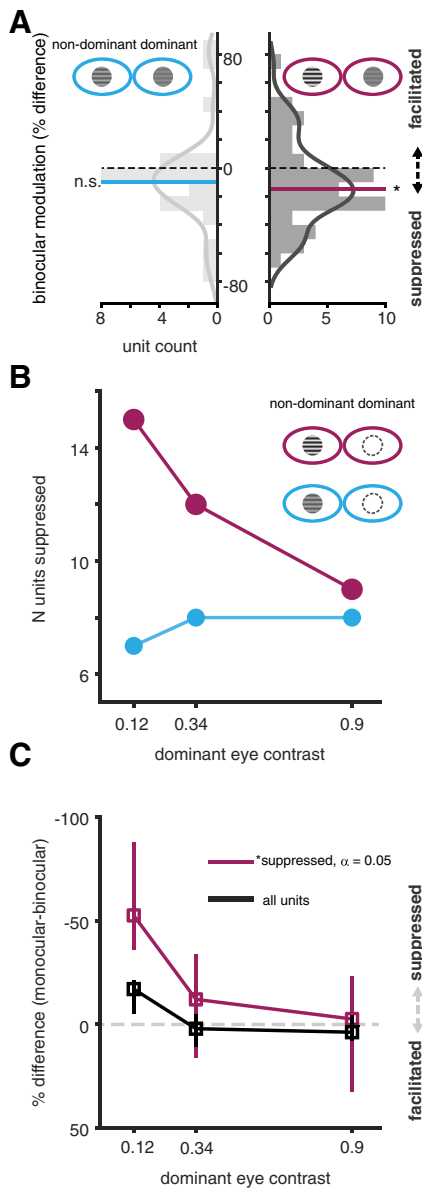 A
non-dominant dominant
binocular modulation (% difference)
80
0
-80
n.s.
*
facilitated
suppressed
8
4
0
0
5
10
unit count
B
non-dominant dominant
N units suppressed
14
10
6
0.12
0.34
0.9
dominant eye contrast
C
% difference (monocular-binocular)
-100
-50
0
50
*suppressed, α = 0.05
all units
suppressed
facilitated
0.12
0.34
0.9
dominant eye contrast